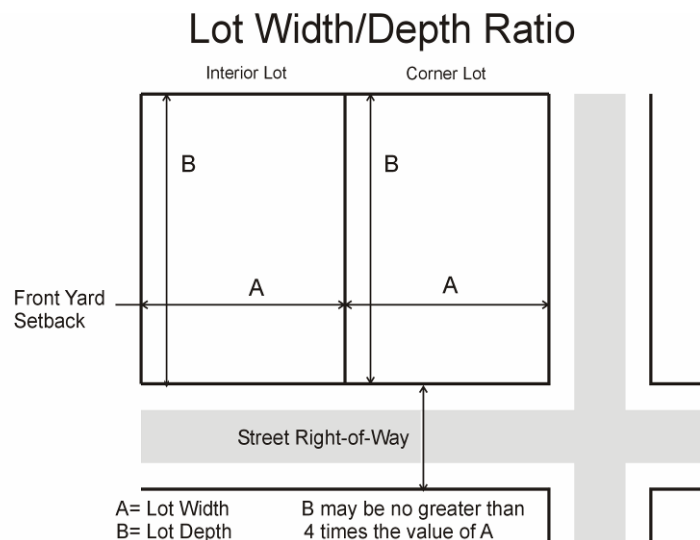 Lot Width/Depth Ratio
Interior Lot
Corner Lot
B
B
A
A
Front Yard
Setback
Street Right-of-Way
A= Lot Width
B= Lot Depth
B may be no greater than
4 times the value of A